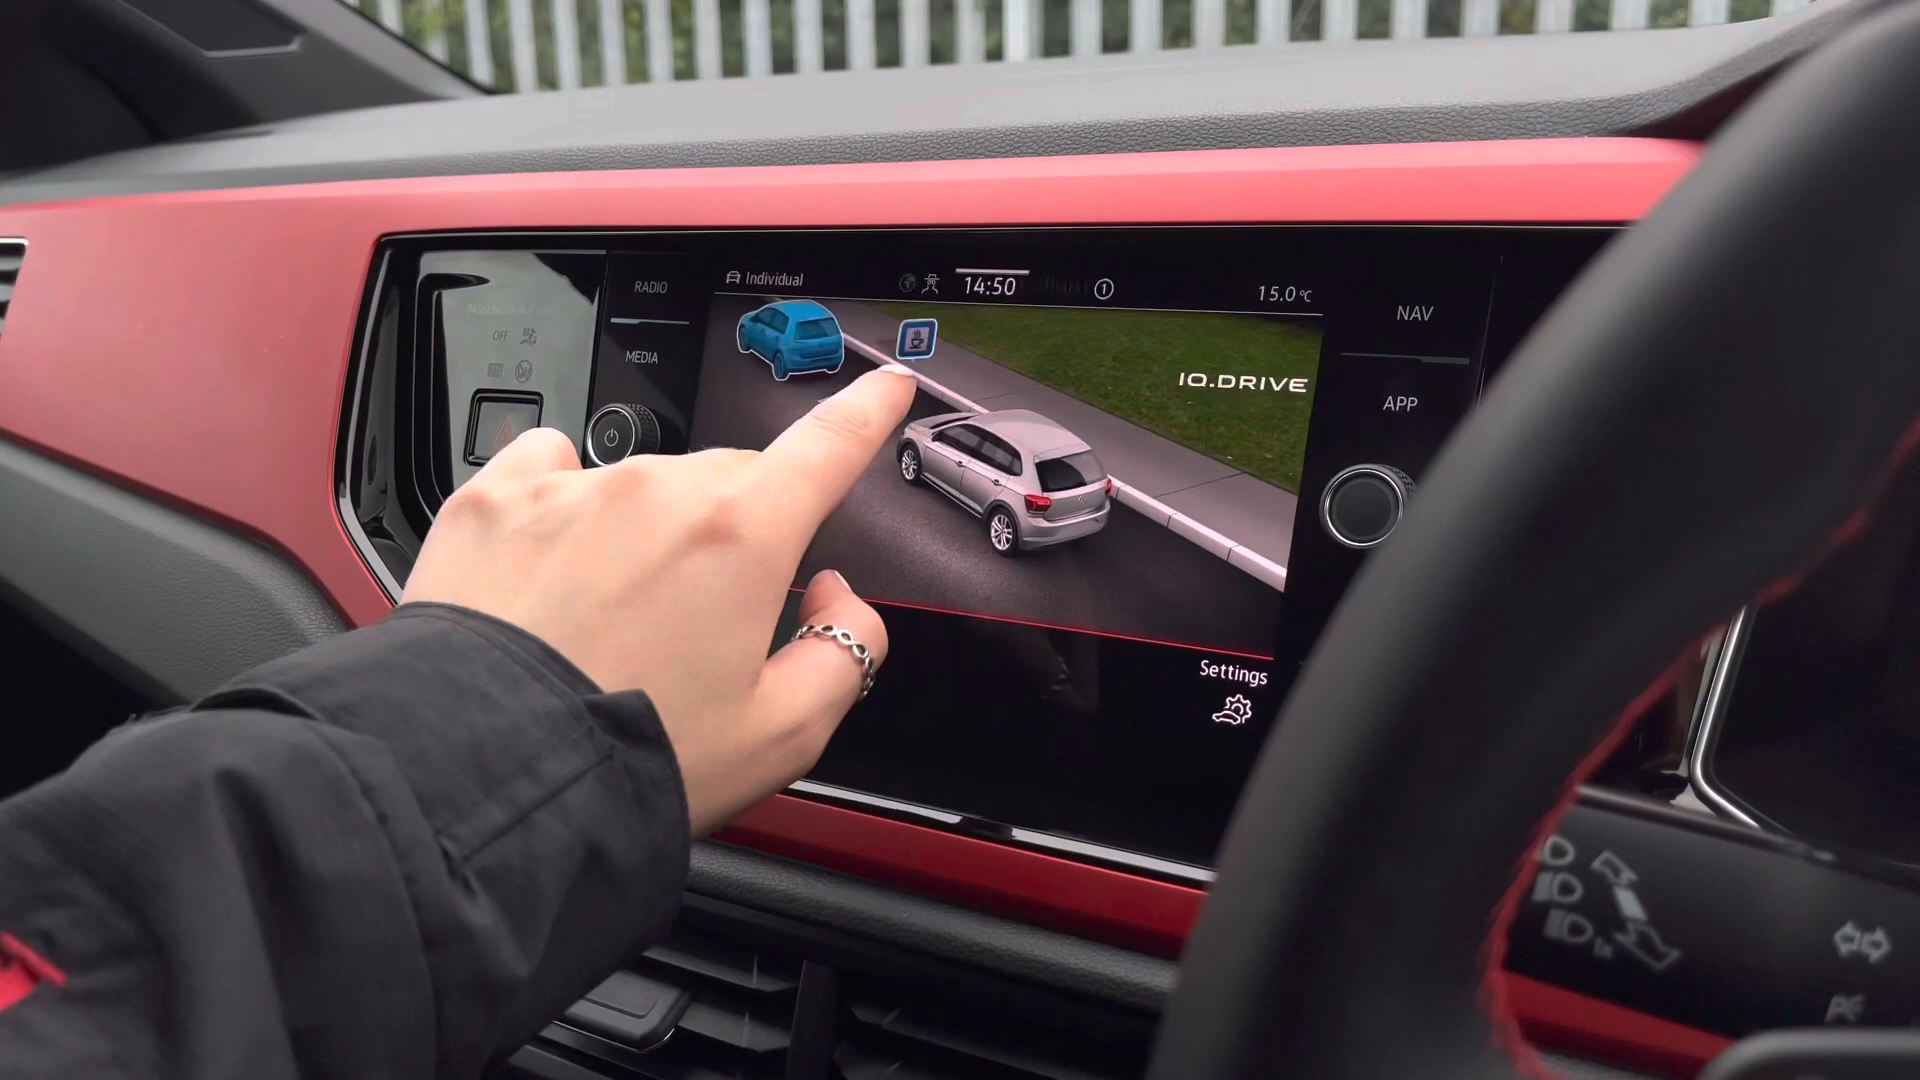 RADIO
MEDIA
OFF
Individual
14:50
15.0°C
IQ.DRIVE
Settings
NAV
APP